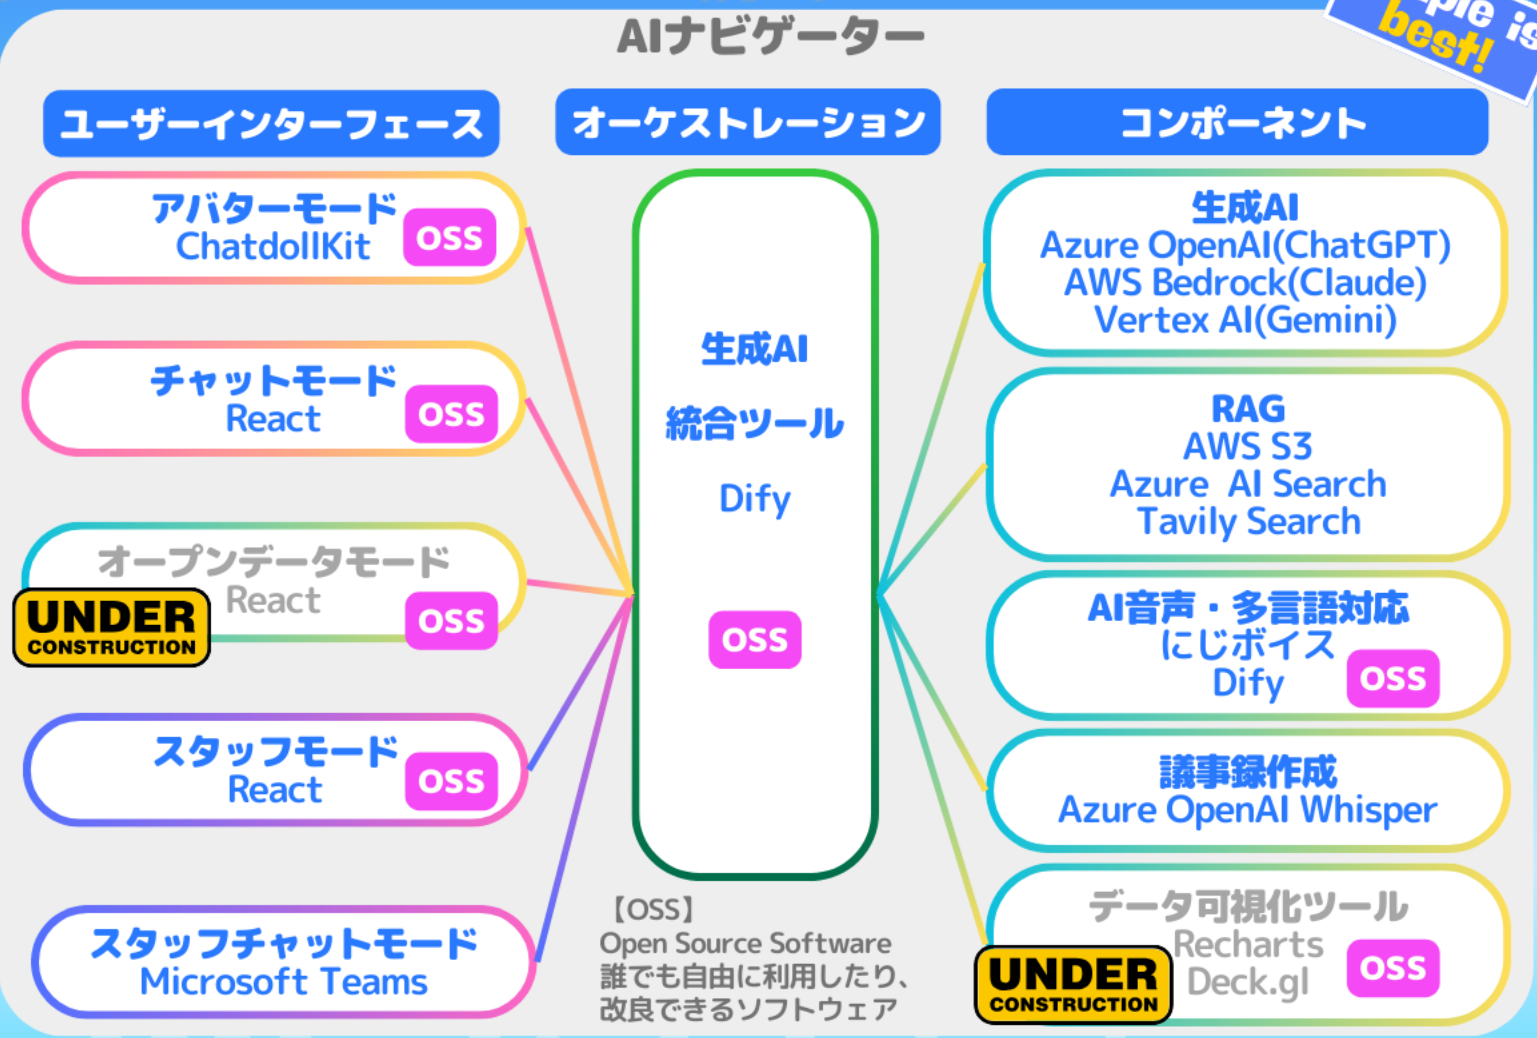 AIナビゲーター
best!
ユーザーインターフェース
アバターモード
ChatdollKit
OSS
チャットモード
React
OSS
オープンデータモード
React
OSS
UNDER
CONSTRUCTION
スタッフモード
React
OSS
スタッフチャットモード
Microsoft Teams
オーケストレーション
生成AI
統合ツール
Dify
OSS
【OSS】
Open Source Software
誰でも自由に利用したり、
改良できるソフトウェア
コンポーネント
生成AI
Azure OpenAI(ChatGPT)
AWS Bedrock(Claude)
Vertex AI(Gemini)
RAG
AWS S3
Azure AI Search
Tavily Search
AI音声・多言語対応
にじボイス
Dify
OSS
議事録作成
Azure OpenAI Whisper
データ可視化ツール
Recharts
Deck.gl
OSS
UNDER
CONSTRUCTION